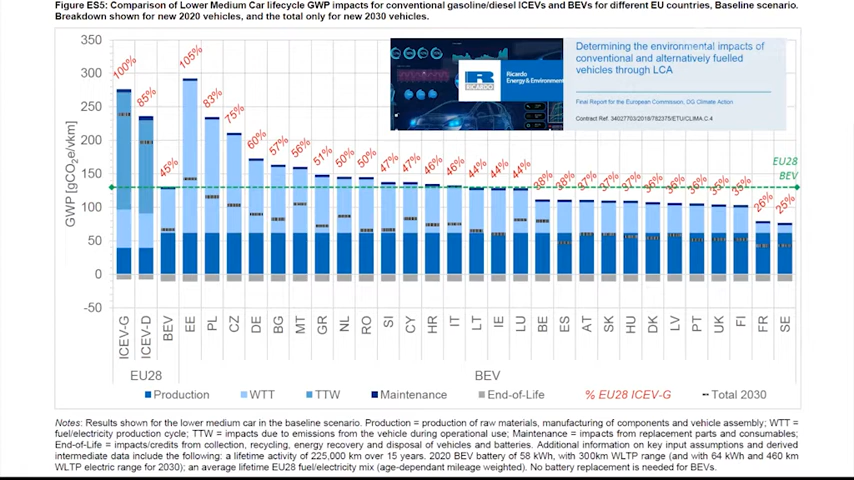 Figure ES5: Comparison of Lower Medium Car lifecycle GWP impacts for conventional gasoline/diesel ICEVs and BEVs for different EU countries, Baseline scenario.
Breakdown shown for new 2020 vehicles, and the total only for new 2030 vehicles.
Determining the environmental impacts of
conventional and alternatively fuelled
vehicles through LCA
RICARDO
Ricardo
Energy & Environment
Final Report for the European Commission, DG Climate Action
Contract Ref. 34027703/2018/782375/ETU/CLIMA.C.4
GWP [gCO2e/vkm]
350
300
250
200
150
100
50
0
-50
100% 85% 45% 105% 83% 75% 60% 57% 56% 51% 50% 50% 47% 47% 46% 46% 44% 44% 44% 38% 38% 37% 37% 37% 36% 36% 36% 35% 35% 26% 25%
EU28
BEV
ICEV-G ICEV-D BEV EE PL CZ DE BG MT GR NL RO SI CY HR IT LT IE LU BE ES AT SK HU DK LV PT UK FI FR SE
EU28 BEV
Production WTT TTW Maintenance End-of-Life % EU28 ICEV-G Total 2030
Notes: Results shown for the lower medium car in the baseline scenario. Production = production of raw materials, manufacturing of components and vehicle assembly; WTT =
fuel/electricity production cycle; TTW = impacts due to emissions from the vehicle during operational use; Maintenance = impacts from replacement parts and consumables;
End-of-Life = impacts/credits from collection, recycling, energy recovery and disposal of vehicles and batteries. Additional information on key input assumptions and derived
intermediate data include the following: a lifetime activity of 225,000 km over 15 years. 2020 BEV battery of 58 kWh, with 300km WLTP range (and with 64 kWh and 460 km
WLTP electric range for 2030); an average lifetime EU28 fuel/electricity mix (age-dependant mileage weighted). No battery replacement is needed for BEVs.